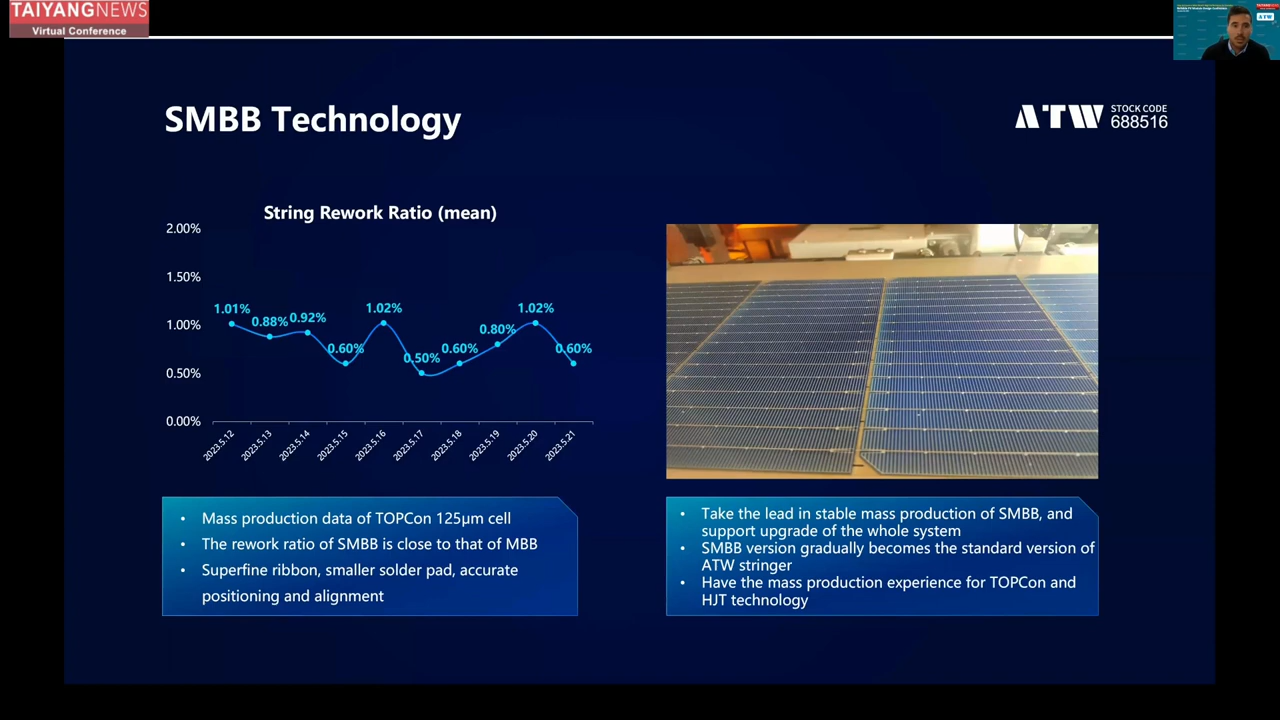 TAIYANGNEWS
Virtual Conference
ATW
SMBB Technology
ATW
STOCK CODE
688516
String Rework Ratio (mean)
2.00%
1.50%
1.00%
0.50%
0.00%
1.01%
0.88%
0.92%
0.60%
1.02%
0.50%
0.60%
0.80%
1.02%
0.60%
2023.5.12
2023.5.13
2023.5.14
2023.5.15
2023.5.16
2023.5.17
2023.5.18
2023.5.19
2023.5.20
2023.5.21
• Mass production data of TOPCon 125μm cell
• The rework ratio of SMBB is close to that of MBB
• Superfine ribbon, smaller solder pad, accurate
positioning and alignment
• Take the lead in stable mass production of SMBB, and
support upgrade of the whole system
• SMBB version gradually becomes the standard version of
ATW stringer
• Have the mass production experience for TOPCon and
HJT technology